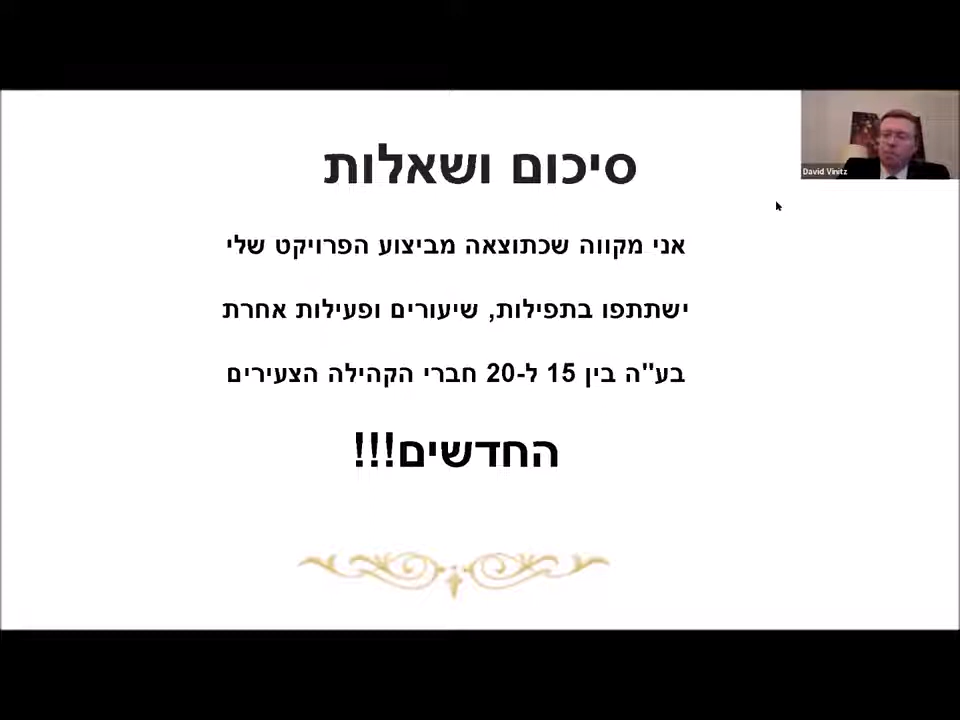 סיכום ושאלות
David Vinitz
אני מקווה שכתוצאה מביצוע הפרויקט שלי
ישתתפו בתפילות, שיעורים ופעילות אחרת
בע"ה בין 15 ל-20 חברי הקהילה הצעירים
החדשים!!!